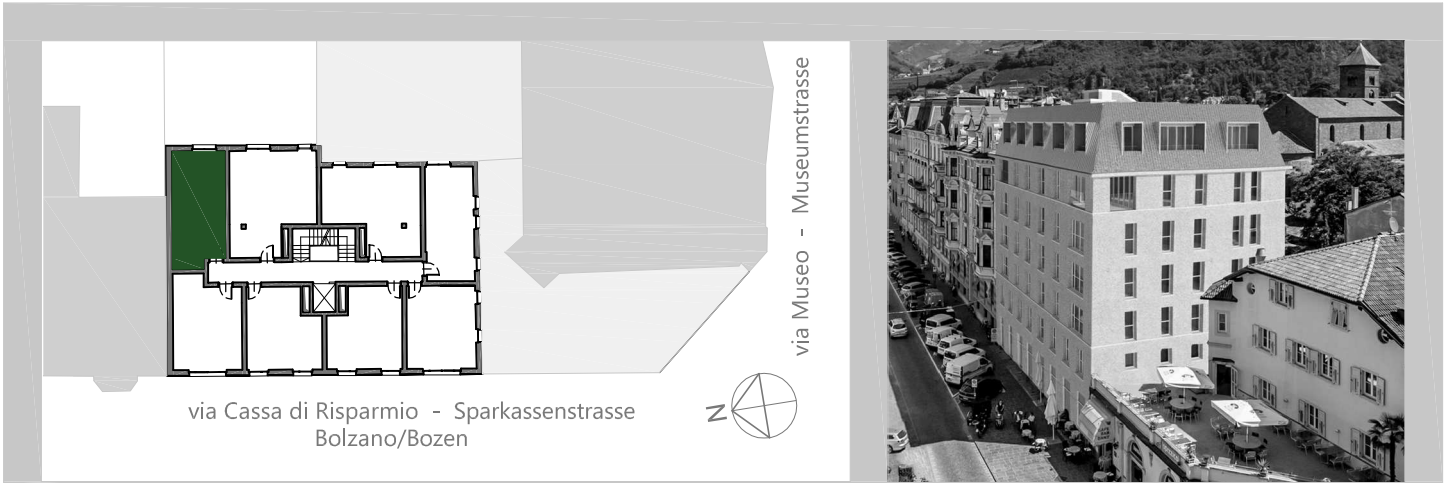 via Cassa di Risparmio - Sparkassenstrasse
Bolzano/Bozen
via Museo - Museumstrasse
N